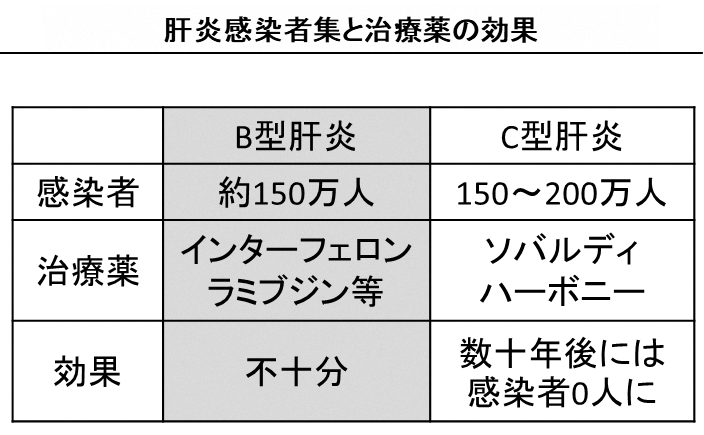 肝炎感染者集と治療薬の効果
B型肝炎 C型肝炎
感染者 約150万人 150～200万人
治療薬 インターフェロン ラミブジン等 ソバルディ ハーボニー
効果 不十分 数十年後には 感染者0人に